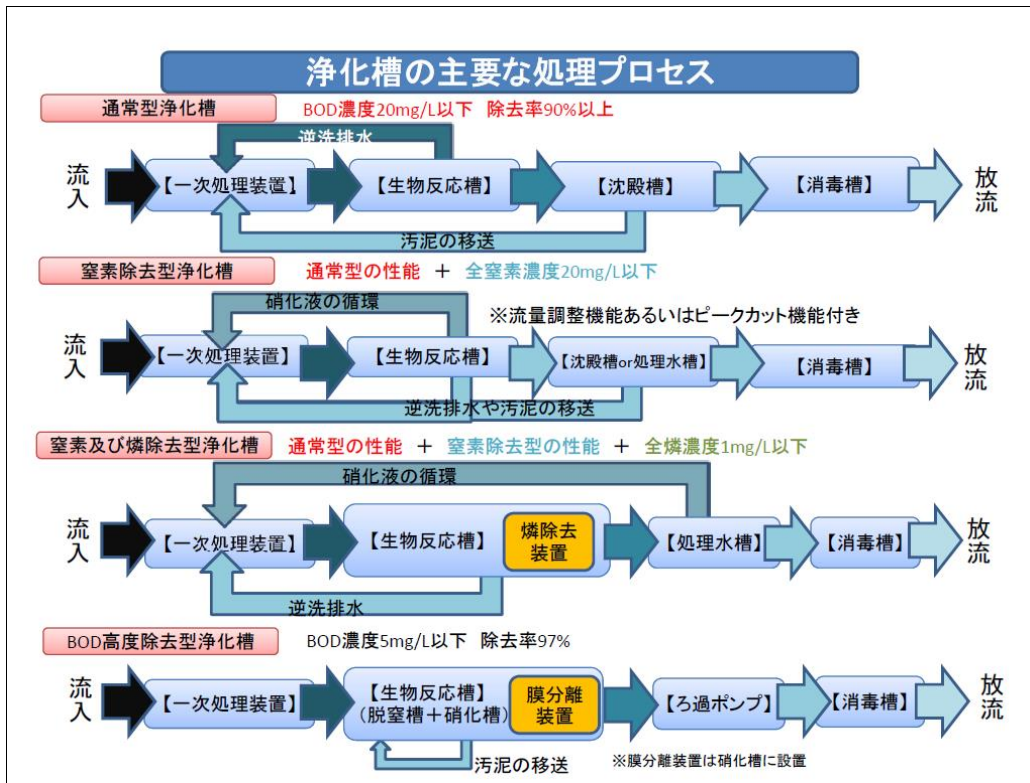 浄化槽の主要な処理プロセス
通常型浄化槽
BOD濃度20mg/L以下 除去率90%以上
逆洗排水
流入
【一次処理装置】
【生物反応槽】
【沈殿槽】
【消毒槽】
放流
汚泥の移送
窒素除去型浄化槽
通常型の性能 + 全窒素濃度20mg/L以下
硝化液の循環
※流量調整機能あるいはピークカット機能付き
流入
【一次処理装置】
【生物反応槽】
【沈殿槽or処理水槽】
【消毒槽】
放流
逆洗排水や汚泥の移送
窒素及び燐除去型浄化槽
通常型の性能 + 窒素除去型の性能 + 全燐濃度1mg/L以下
硝化液の循環
流入
【一次処理装置】
【生物反応槽】
燐除去
装置
【処理水槽】
【消毒槽】
放流
逆洗排水
BOD高度除去型浄化槽
BOD濃度5mg/L以下 除去率97%
流入
【一次処理装置】
【生物反応槽】
(脱窒槽+硝化槽)
膜分離
装置
【ろ過ポンプ】
【消毒槽】
放流
汚泥の移送
※膜分離装置は硝化槽に設置